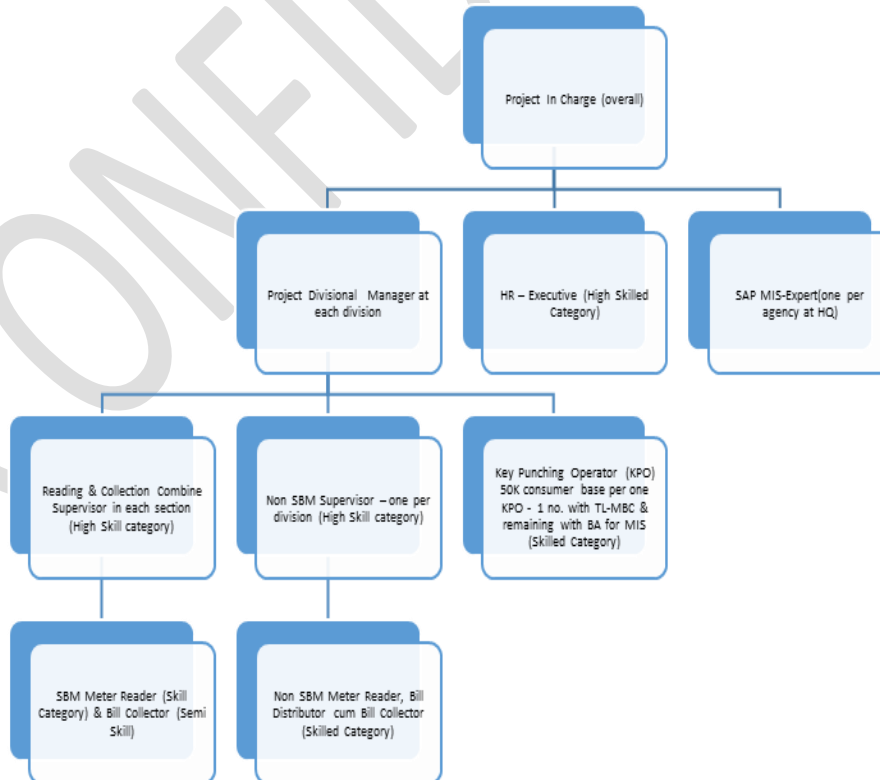 Project In Charge (overall)
Project Divisional Manager at
each division
HR – Executive (High Skilled
Category)
SAP MIS-Expert(one per
agency at HQ)
Reading & Collection Combine
Supervisor in each section
(High Skill category)
Non SBM Supervisor – one per
division (High Skill category)
Key Punching Operator (KPO)
50K consumer base per one
KPO - 1 no. with TL-MBC &
remaining with BA for MIS
(Skilled Category)
SBM Meter Reader (Skill
Category) & Bill Collector (Semi
Skill)
Non SBM Meter Reader, Bill
Distributor cum Bill Collector
(Skilled Category)